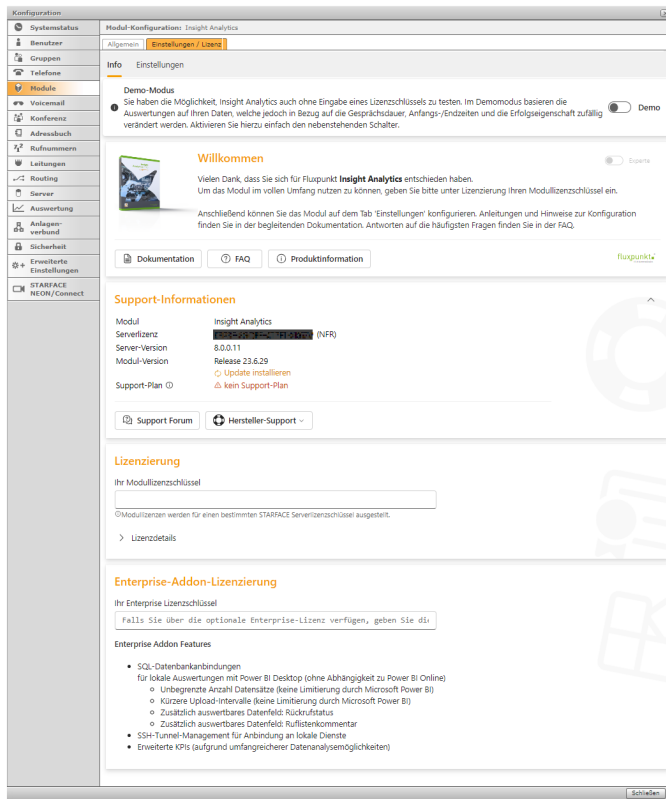 Konfiguration
Systemstatus
Benutzer
Gruppen
Telefone
Module
Voicemail
Konferenz
Adressbuch
Rufnummern
Leitungen
Routing
Server
Auswertung
Anlagen-
verbund
Sicherheit
Erweiterte
Einstellungen
STARFACE
NEON/Connect
Modul-Konfiguration: Insight Analytics
Allgemein Einstellungen / Lizenz
Info Einstellungen
Demo-Modus
Sie haben die Möglichkeit, Insight Analytics auch ohne Eingabe eines Lizenzschlüssels zu testen. Im Demomodus basieren die
Auswertungen auf Ihren Daten, welche jedoch in Bezug auf die Gesprächsdauer, Anfangs-/Endzeiten und die Erfolgseigenschaft zufällig
verändert werden. Aktivieren Sie hierzu einfach den nebenstehenden Schalter.
Demo
Willkommen
Experte
Vielen Dank, dass Sie sich für Fluxpunkt Insight Analytics entschieden haben.
Um das Modul im vollen Umfang nutzen zu können, geben Sie bitte unter Lizenzierung Ihren Modullizenzschlüssel ein.
Anschließend können Sie das Modul auf dem Tab 'Einstellungen' konfigurieren. Anleitungen und Hinweise zur Konfiguration
finden Sie in der begleitenden Dokumentation. Antworten auf die häufigsten Fragen finden Sie in der FAQ.
Dokumentation FAQ Produktinformation
fluxpunkt
Support-Informationen
Modul Insight Analytics
Serverlizenz (NFR)
Server-Version 8.0.0.11
Modul-Version Release 23.6.29
Update installieren
Support-Plan kein Support-Plan
Support Forum Hersteller-Support
Lizenzierung
Ihr Modullizenzschlüssel
Modullizenzen werden für einen bestimmten STARFACE Serverlizenzschlüssel ausgestellt.
Lizenzdetails
Enterprise-Addon-Lizenzierung
Ihr Enterprise Lizenzschlüssel
Falls Sie über die optionale Enterprise-Lizenz verfügen, geben Sie die
Enterprise Addon Features
• SQL-Datenbankanbindungen
für lokale Auswertungen mit Power BI Desktop (ohne Abhängigkeit zu Power BI Online)
Unbegrenzte Anzahl Datensätze (keine Limitierung durch Microsoft Power BI)
Kürzere Upload-Intervalle (keine Limitierung durch Microsoft Power BI)
Zusätzlich auswertbares Datenfeld: Rückrufstatus
Zusätzlich auswertbares Datenfeld: Ruflistenkommentar
• SSH-Tunnel-Management für Anbindung an lokale Dienste
• Erweiterte KPIs (aufgrund umfangreicherer Datenanalysemöglichkeiten)
Schließen